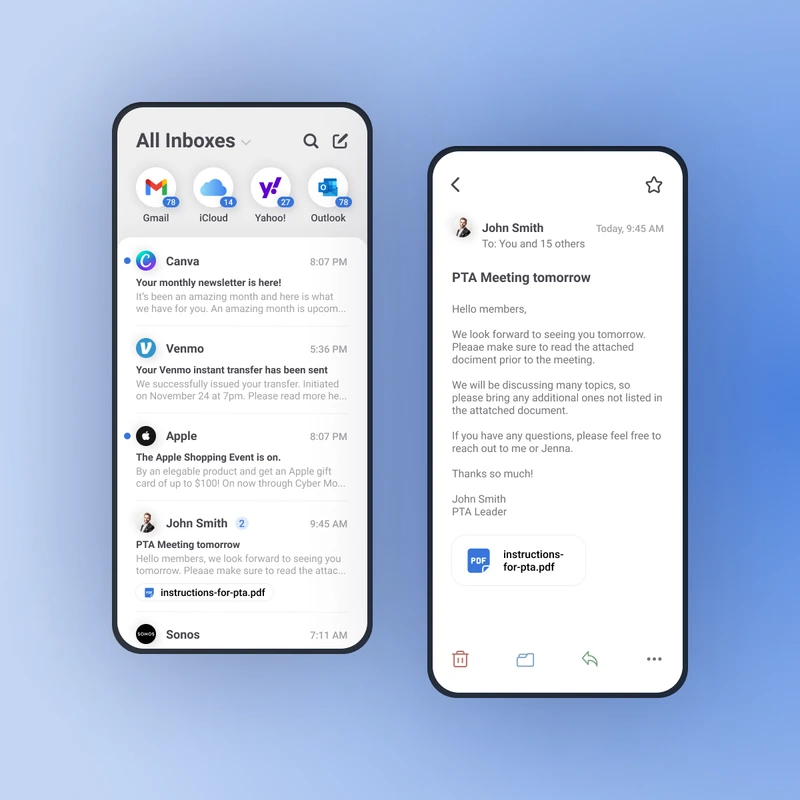 All Inboxes
78
14
27
78
Gmail
iCloud
Yahoo!
Outlook
Canva
8:07 PM
Your monthly newsletter is here!
It's been an amazing month and here is what
we have for you. An amazing month is upcom...
Venmo
5:36 PM
Your Venmo instant transfer has been sent
We successfully issued your transfer. Initiated
on November 24 at 7pm. Please read more he...
Apple
8:07 PM
The Apple Shopping Event is on.
By an elegable product and get an Apple gift
card of up to $100! On now through Cyber Mo...
John Smith
2
9:45 AM
PTA Meeting tomorrow
Hello members, we look forward to seeing you
tomorrow. Pleaae make sure to read the attac...
PDF
instructions-for-pta.pdf
SONOS
Sonos
7:11 AM
John Smith
Today, 9:45 AM
To: You and 15 others
PTA Meeting tomorrow
Hello members,
We look forward to seeing you tomorrow.
Pleaae make sure to read the attached
dociment prior to the meeting.
We will be discussing many topics, so
please bring any additional ones not listed in
the attatched document.
If you have any questions, please feel free to
reach out to me or Jenna.
Thanks so much!
John Smith
PTA Leader
PDF
instructions-
for-pta.pdf